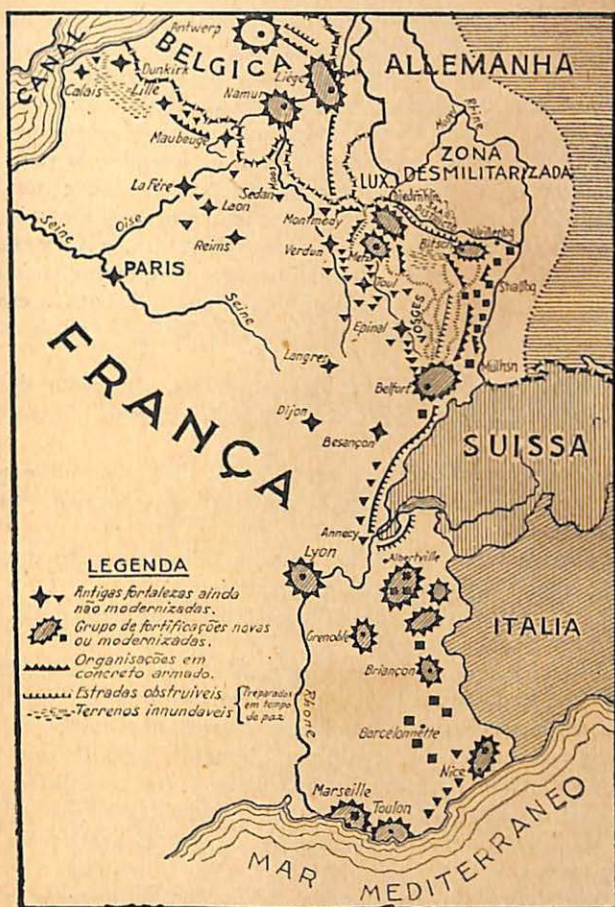 Antwerp
CANAL
BELGICA
Dunkirk
Calais
Lille
Liège
Namur
ALLEMANHA
Maubeuge
Rhine
ZONA
DESMILITARIZADA
LUX.
La Fère
Oise
Laon
Sedan
Montmedy
Seine
Reims
Verdun
Metz
Bitsch
PARIS
Toul
Seine
Epinal
VOSGES
Langres
Mülhsn
Belfort
FRANÇA
Dijon
Besançon
SUISSA
Annecy
Lyon
Albertville
LEGENDA
Antigas fortalezas ainda
não modernizadas.
Grupo de fortificações novas
ou modernizadas.
Organisações em
concreto armado.
Estradas obstruiveis
Terrenos innundaveis
Preparados
em tempo
de paz
ITALIA
Grenoble
Briançon
Rhone
Barcelonnette
Nice
Marseille
Toulon
MAR MEDITERRANEO